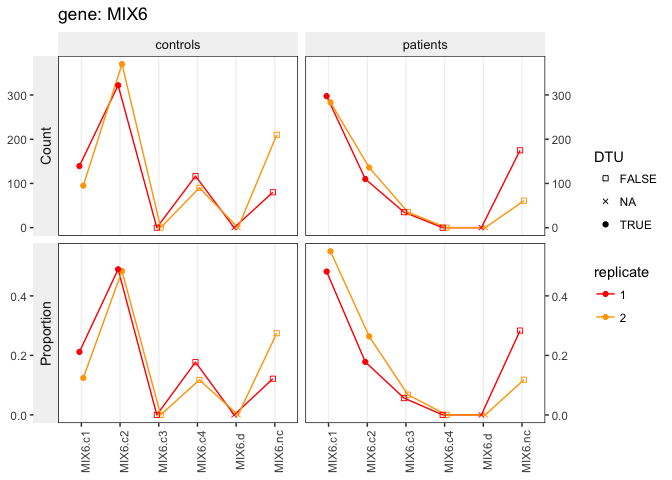 gene: MIX6
controls
patients
Count
300
200
100
0
300
200
100
0
Proportion
0.4
0.2
0.0
0.4
0.2
0.0
MIX6.c1
MIX6.c2
MIX6.c3
MIX6.c4
MIX6.d
MIX6.nc
MIX6.c1
MIX6.c2
MIX6.c3
MIX6.c4
MIX6.d
MIX6.nc
DTU
FALSE
NA
TRUE
replicate
1
2